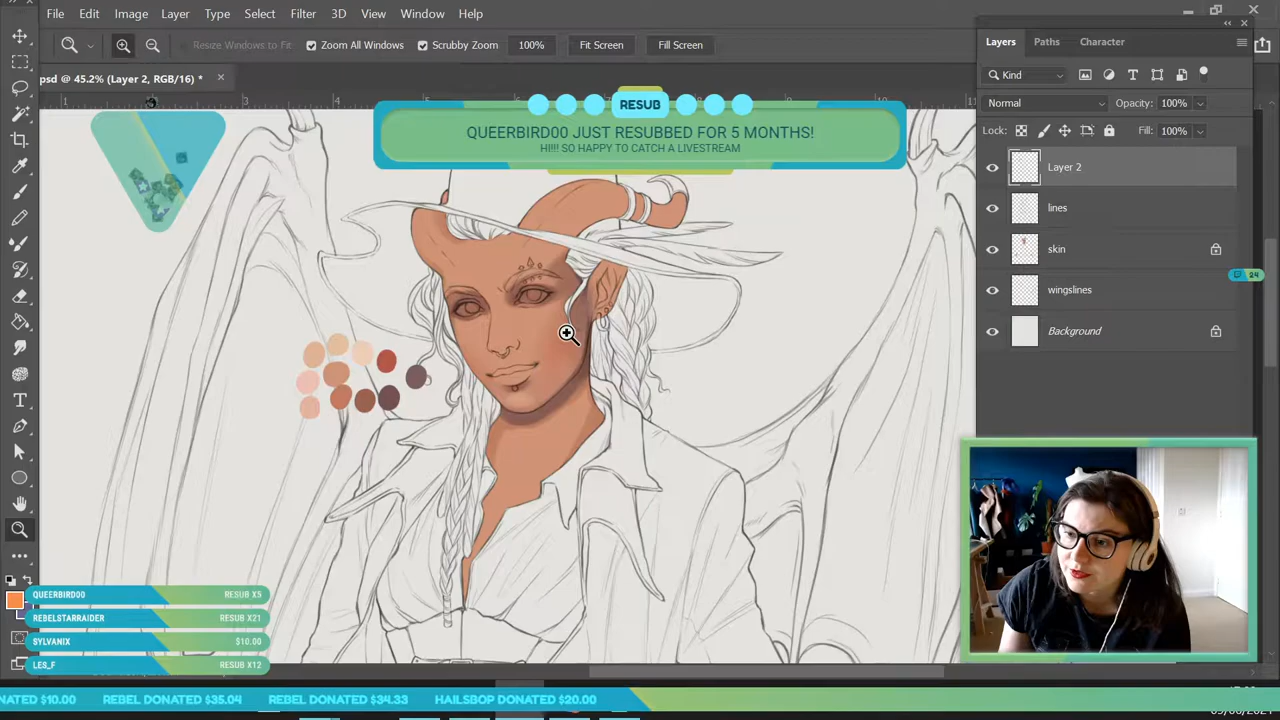 File Edit Image Layer Type Select Filter 3D View Window Help
Resize Windows to Fit Zoom All Windows Scrubby Zoom 100% Fit Screen Fill Screen
psd @ 45.2% (Layer 2, RGB/16) *
RESUB
QUEERBIRD00 JUST RESUBBED FOR 5 MONTHS!
HI!!! SO HAPPY TO CATCH A LIVESTREAM
Layers Paths Character
Kind
Normal Opacity: 100%
Lock: Fill: 100%
Layer 2
lines
skin
24
wingslines
Background
QUEERBIRD00 RESUB X5
REBELSTARRAIDER RESUB X21
SYLVANIX $10.00
LES_F RESUB X12
NATED $10.00 REBEL DONATED $35.04 REBEL DONATED $34.33 HAILSBOP DONATED $20.00